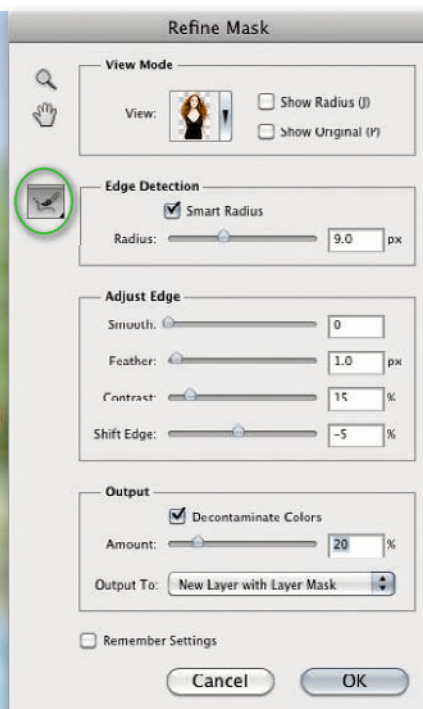 Refine Mask
View Mode
View:
Show Radius (J)
Show Original (P)
Edge Detection
Smart Radius
Radius: 9.0 px
Adjust Edge
Smooth: 0
Feather: 1.0 px
Contrast: 15 %
Shift Edge: -5 %
Output
Decontaminate Colors
Amount: 20 %
Output To: New Layer with Layer Mask
Remember Settings
Cancel OK